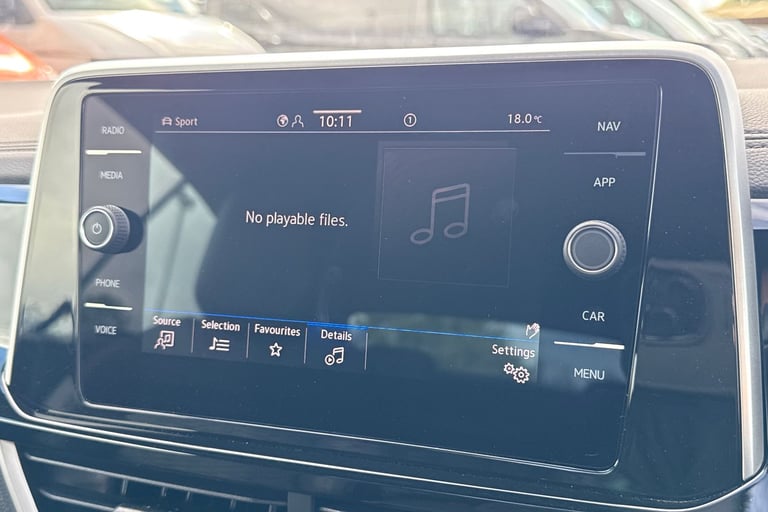 Sport
10:11
18.0°C
RADIO
MEDIA
PHONE
VOICE
No playable files.
Source
Selection
Favourites
Details
Settings
NAV
APP
CAR
MENU